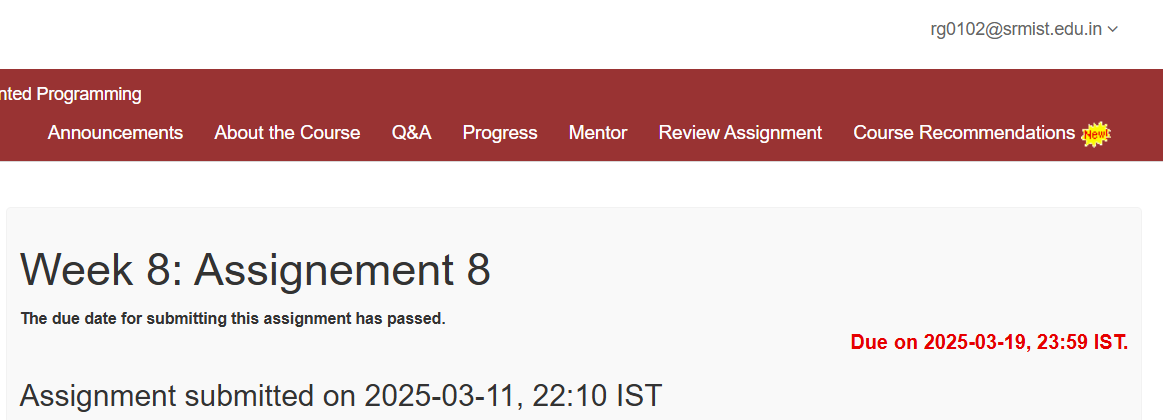 rg0102@srmist.edu.in
nted Programming
Announcements About the Course Q&A Progress Mentor Review Assignment Course Recommendations New!
Week 8: Assignement 8
The due date for submitting this assignment has passed.
Due on 2025-03-19, 23:59 IST.
Assignment submitted on 2025-03-11, 22:10 IST